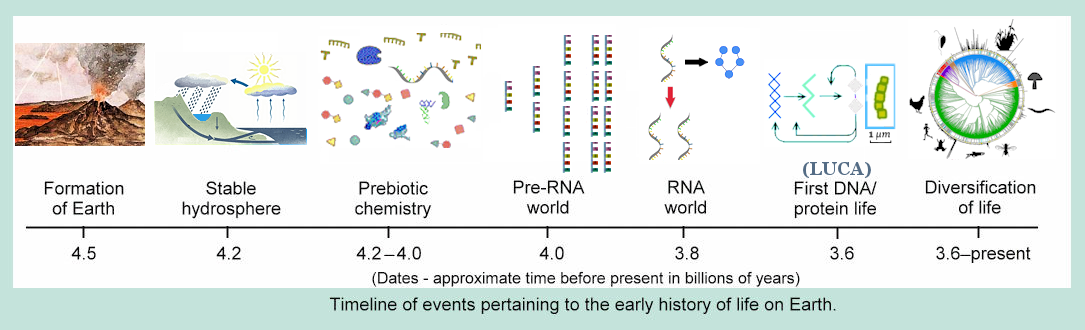 1 μm
(LUCA)
Formation
of Earth
Stable
hydrosphere
Prebiotic
chemistry
Pre-RNA
world
RNA
world
First DNA/
protein life
Diversification
of life
4.5
4.2
4.2–4.0
4.0
3.8
3.6
3.6–present
(Dates - approximate time before present in billions of years)
Timeline of events pertaining to the early history of life on Earth.